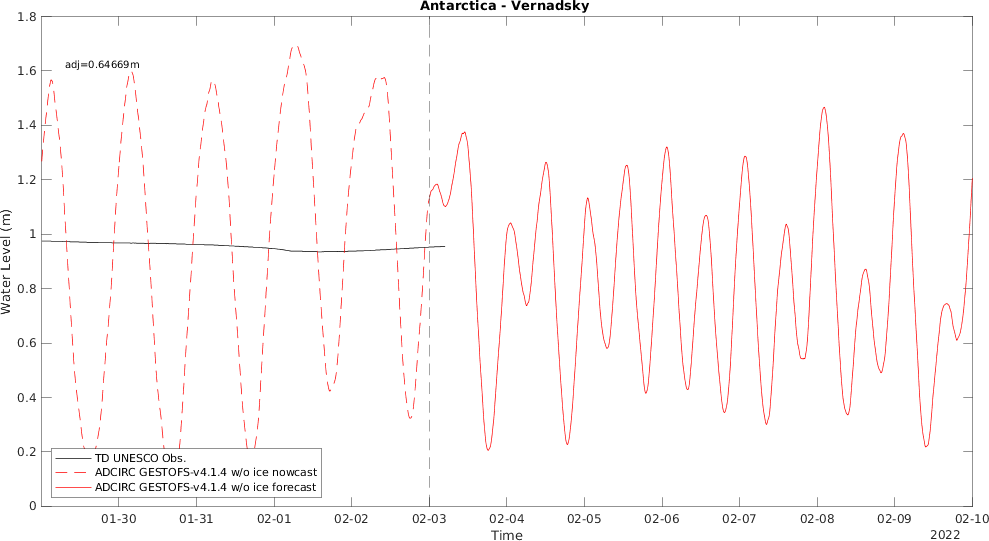 Antarctica - Vernadsky
1.8
1.6
1.4
1.2
1
0.8
0.6
0.4
0.2
0
Water Level (m)
adj=0.64669m
TD UNESCO Obs.
ADCIRC GESTOFS-v4.1.4 w/o ice nowcast
ADCIRC GESTOFS-v4.1.4 w/o ice forecast
01-30 01-31 02-01 02-02 02-03 02-04 02-05 02-06 02-07 02-08 02-09 02-10
Time
2022